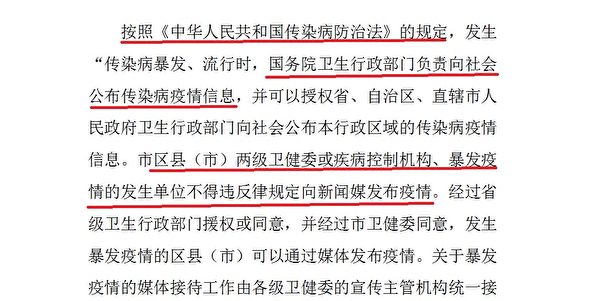 按照《中华人民共和国传染病防治法》的规定，发生
“传染病暴发、流行时，国务院卫生行政部门负责向社会
公布传染病疫情信息，并可以授权省、自治区、直辖市人
民政府卫生行政部门向社会公布本行政区域的传染病疫情
信息。市区县（市）两级卫健委或疾病控制机构、暴发疫
情的发生单位不得违反律规定向新闻媒发布疫情。经过省
级卫生行政部门授权或同意，并经过市卫健委同意，发生
暴发疫情的区县（市）可以通过媒体发布疫情。关于暴发
疫情的媒体接待工作由各级卫健委的宣传主管机构统一接